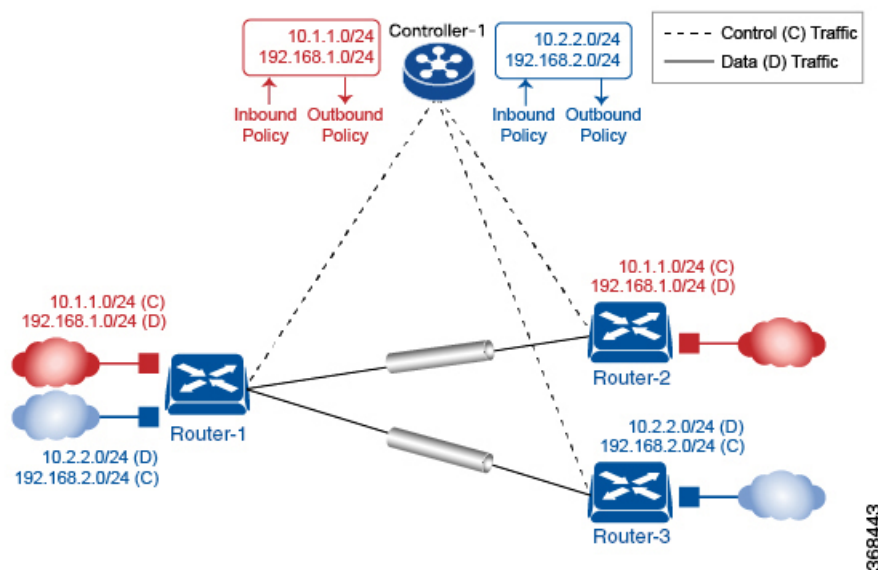 Controller-1
10.1.1.0/24
192.168.1.0/24
Inbound Policy
Outbound Policy
10.2.2.0/24
192.168.2.0/24
Inbound Policy
Outbound Policy
Control (C) Traffic
Data (D) Traffic
10.1.1.0/24 (C)
192.168.1.0/24 (D)
Router-1
10.2.2.0/24 (D)
192.168.2.0/24 (C)
10.1.1.0/24 (C)
192.168.1.0/24 (D)
Router-2
10.2.2.0/24 (D)
192.168.2.0/24 (C)
Router-3
368443